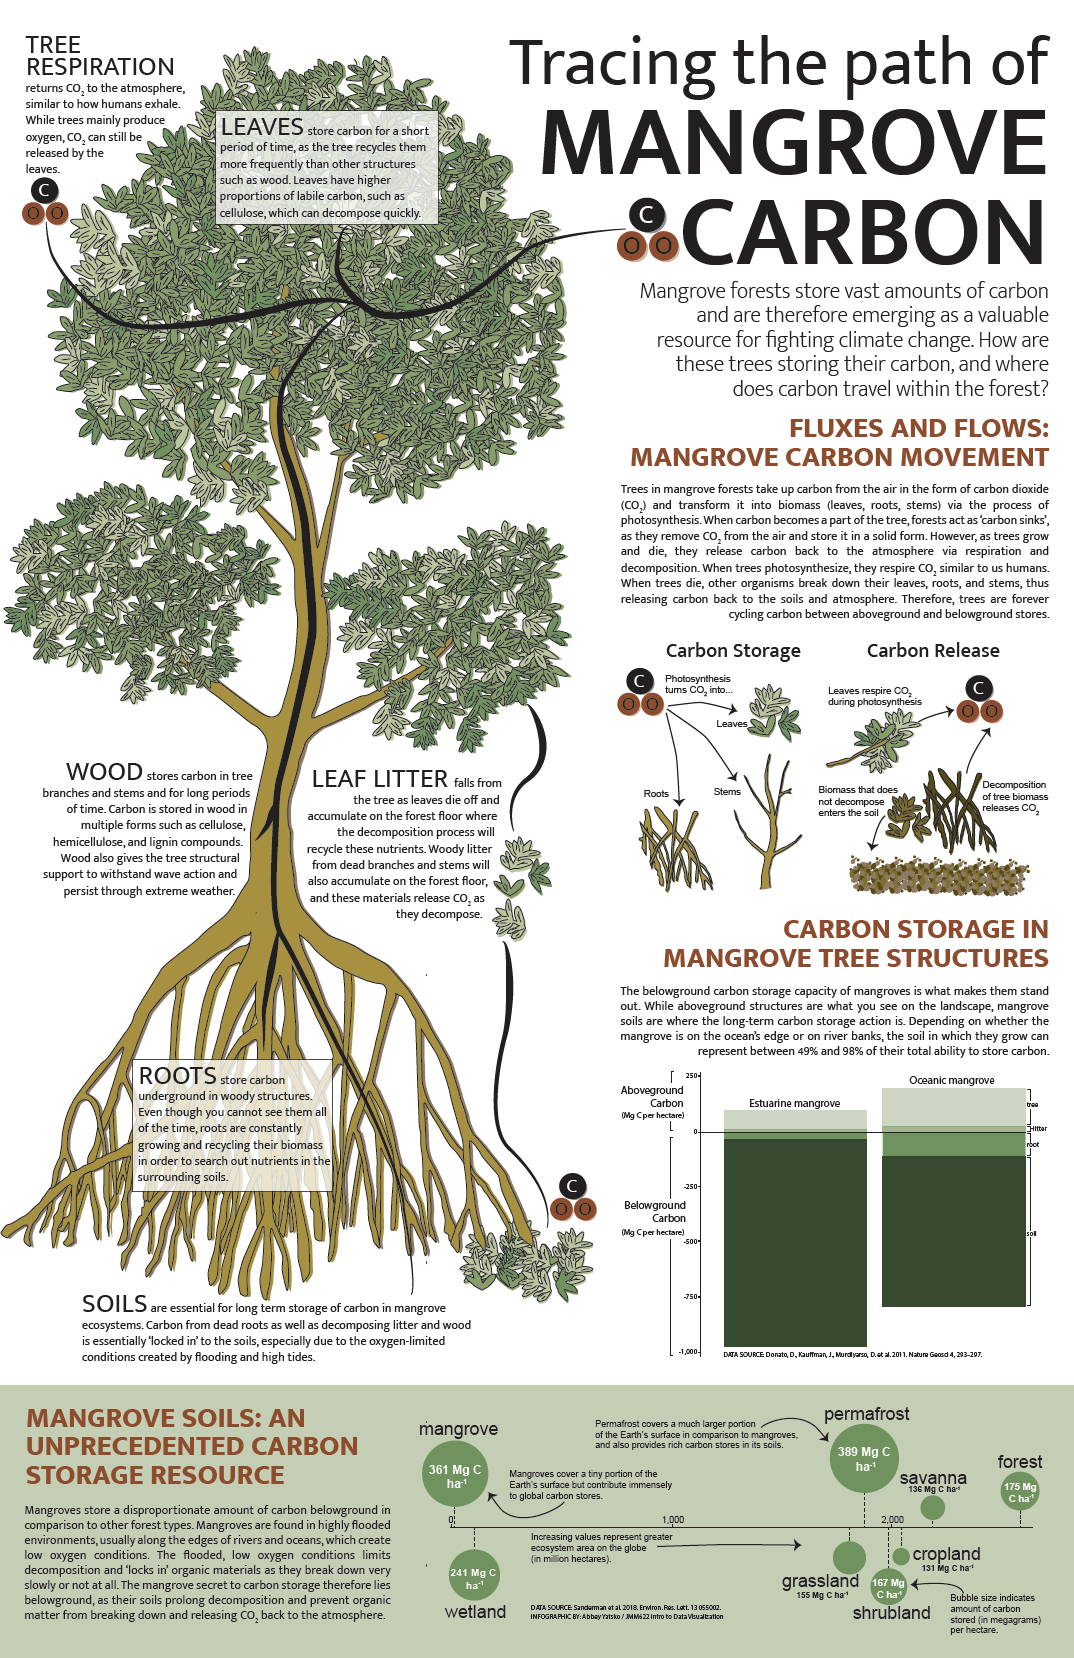 TREE
RESPIRATION
returns CO2 to the atmosphere,
similar to how humans exhale.
While trees mainly produce
oxygen, CO2 can still be
released by the
leaves.
C
O O
LEAVES store carbon for a short
period of time, as the tree recycles them
more frequently than other structures
such as wood. Leaves have higher
proportions of labile carbon, such as
cellulose, which can decompose quickly.
Tracing the path of
MANGROVE
C
O O
CARBON
Mangrove forests store vast amounts of carbon
and are therefore emerging as a valuable
resource for fighting climate change. How are
these trees storing their carbon, and where
does carbon travel within the forest?
FLUXES AND FLOWS:
MANGROVE CARBON MOVEMENT
Trees in mangrove forests take up carbon from the air in the form of carbon dioxide
(CO2) and transform it into biomass (leaves, roots, stems) via the process of
photosynthesis. When carbon becomes a part of the tree, forests act as 'carbon sinks',
as they remove CO2 from the air and store it in a solid form. However, as trees grow
and die, they release carbon back to the atmosphere via respiration and
decomposition. When trees photosynthesize, they respire CO2 similar to us humans.
When trees die, other organisms break down their leaves, roots, and stems, thus
releasing carbon back to the soils and atmosphere. Therefore, trees are forever
cycling carbon between aboveground and belowground stores.
Carbon Storage
C
O O
Photosynthesis
turns CO2 into...
Leaves
Roots
Stems
Carbon Release
Leaves respire CO2
during photosynthesis
C
O O
Biomass that does
not decompose
enters the soil
Decomposition
of tree biomass
releases CO2
WOOD stores carbon in tree
branches and stems and for long periods
of time. Carbon is stored in wood in
multiple forms such as cellulose,
hemicellulose, and lignin compounds.
Wood also gives the tree structural
support to withstand wave action and
persist through extreme weather.
LEAF LITTER falls from
the tree as leaves die off and
accumulate on the forest floor where
the decomposition process will
recycle these nutrients. Woody litter
from dead branches and stems will
also accumulate on the forest floor,
and these materials release CO2 as
they decompose.
CARBON STORAGE IN
MANGROVE TREE STRUCTURES
The belowground carbon storage capacity of mangroves is what makes them stand
out. While aboveground structures are what you see on the landscape, mangrove
soils are where the long-term carbon storage action is. Depending on whether the
mangrove is on the ocean's edge or on river banks, the soil in which they grow can
represent between 49% and 98% of their total ability to store carbon.
ROOTS store carbon
underground in woody structures.
Even though you cannot see them all
of the time, roots are constantly
growing and recycling their biomass
in order to search out nutrients in the
surrounding soils.
C
O O
SOILS are essential for long term storage of carbon in mangrove
ecosystems. Carbon from dead roots as well as decomposing litter and wood
is essentially 'locked in' to the soils, especially due to the oxygen-limited
conditions created by flooding and high tides.
Aboveground
Carbon
(Mg C per hectare)
Belowground
Carbon
(Mg C per hectare)
250
0
-250
-500
-750
-1,000
Estuarine mangrove
Oceanic mangrove
tree
litter
root
soil
DATA SOURCE: Donato, D., Kauffman, J., Murdiyarso, D. et al. 2011. Nature Geosci 4, 293–297.
MANGROVE SOILS: AN
UNPRECEDENTED CARBON
STORAGE RESOURCE
Mangroves store a disproportionate amount of carbon belowground in
comparison to other forest types. Mangroves are found in highly flooded
environments, usually along the edges of rivers and oceans, which create
low oxygen conditions. The flooded, low oxygen conditions limits
decomposition and 'locks in' organic materials as they break down very
slowly or not at all. The mangrove secret to carbon storage therefore lies
belowground, as their soils prolong decomposition and prevent organic
matter from breaking down and releasing CO2 back to the atmosphere.
mangrove
361 Mg C
ha-1
Mangroves cover a tiny portion of the
Earth's surface but contribute immensely
to global carbon stores.
Permafrost covers a much larger portion
of the Earth's surface in comparison to mangroves,
and also provides rich carbon stores in its soils.
permafrost
389 Mg C
ha-1
savanna
136 Mg C ha-1
forest
175 Mg
C ha-1
0
1,000
2,000
Increasing values represent greater
ecosystem area on the globe
(in million hectares).
241 Mg C
ha-1
wetland
grassland
155 Mg C ha-1
167 Mg
C ha-1
shrubland
cropland
131 Mg C ha-1
Bubble size indicates
amount of carbon
stored (in megagrams)
per hectare.
DATA SOURCE: Sanderman et al. 2018. Environ. Res. Lett. 13 055002.
INFOGRAPHIC BY: Abbey Yatsko / JMM622 Intro to Data Visualization